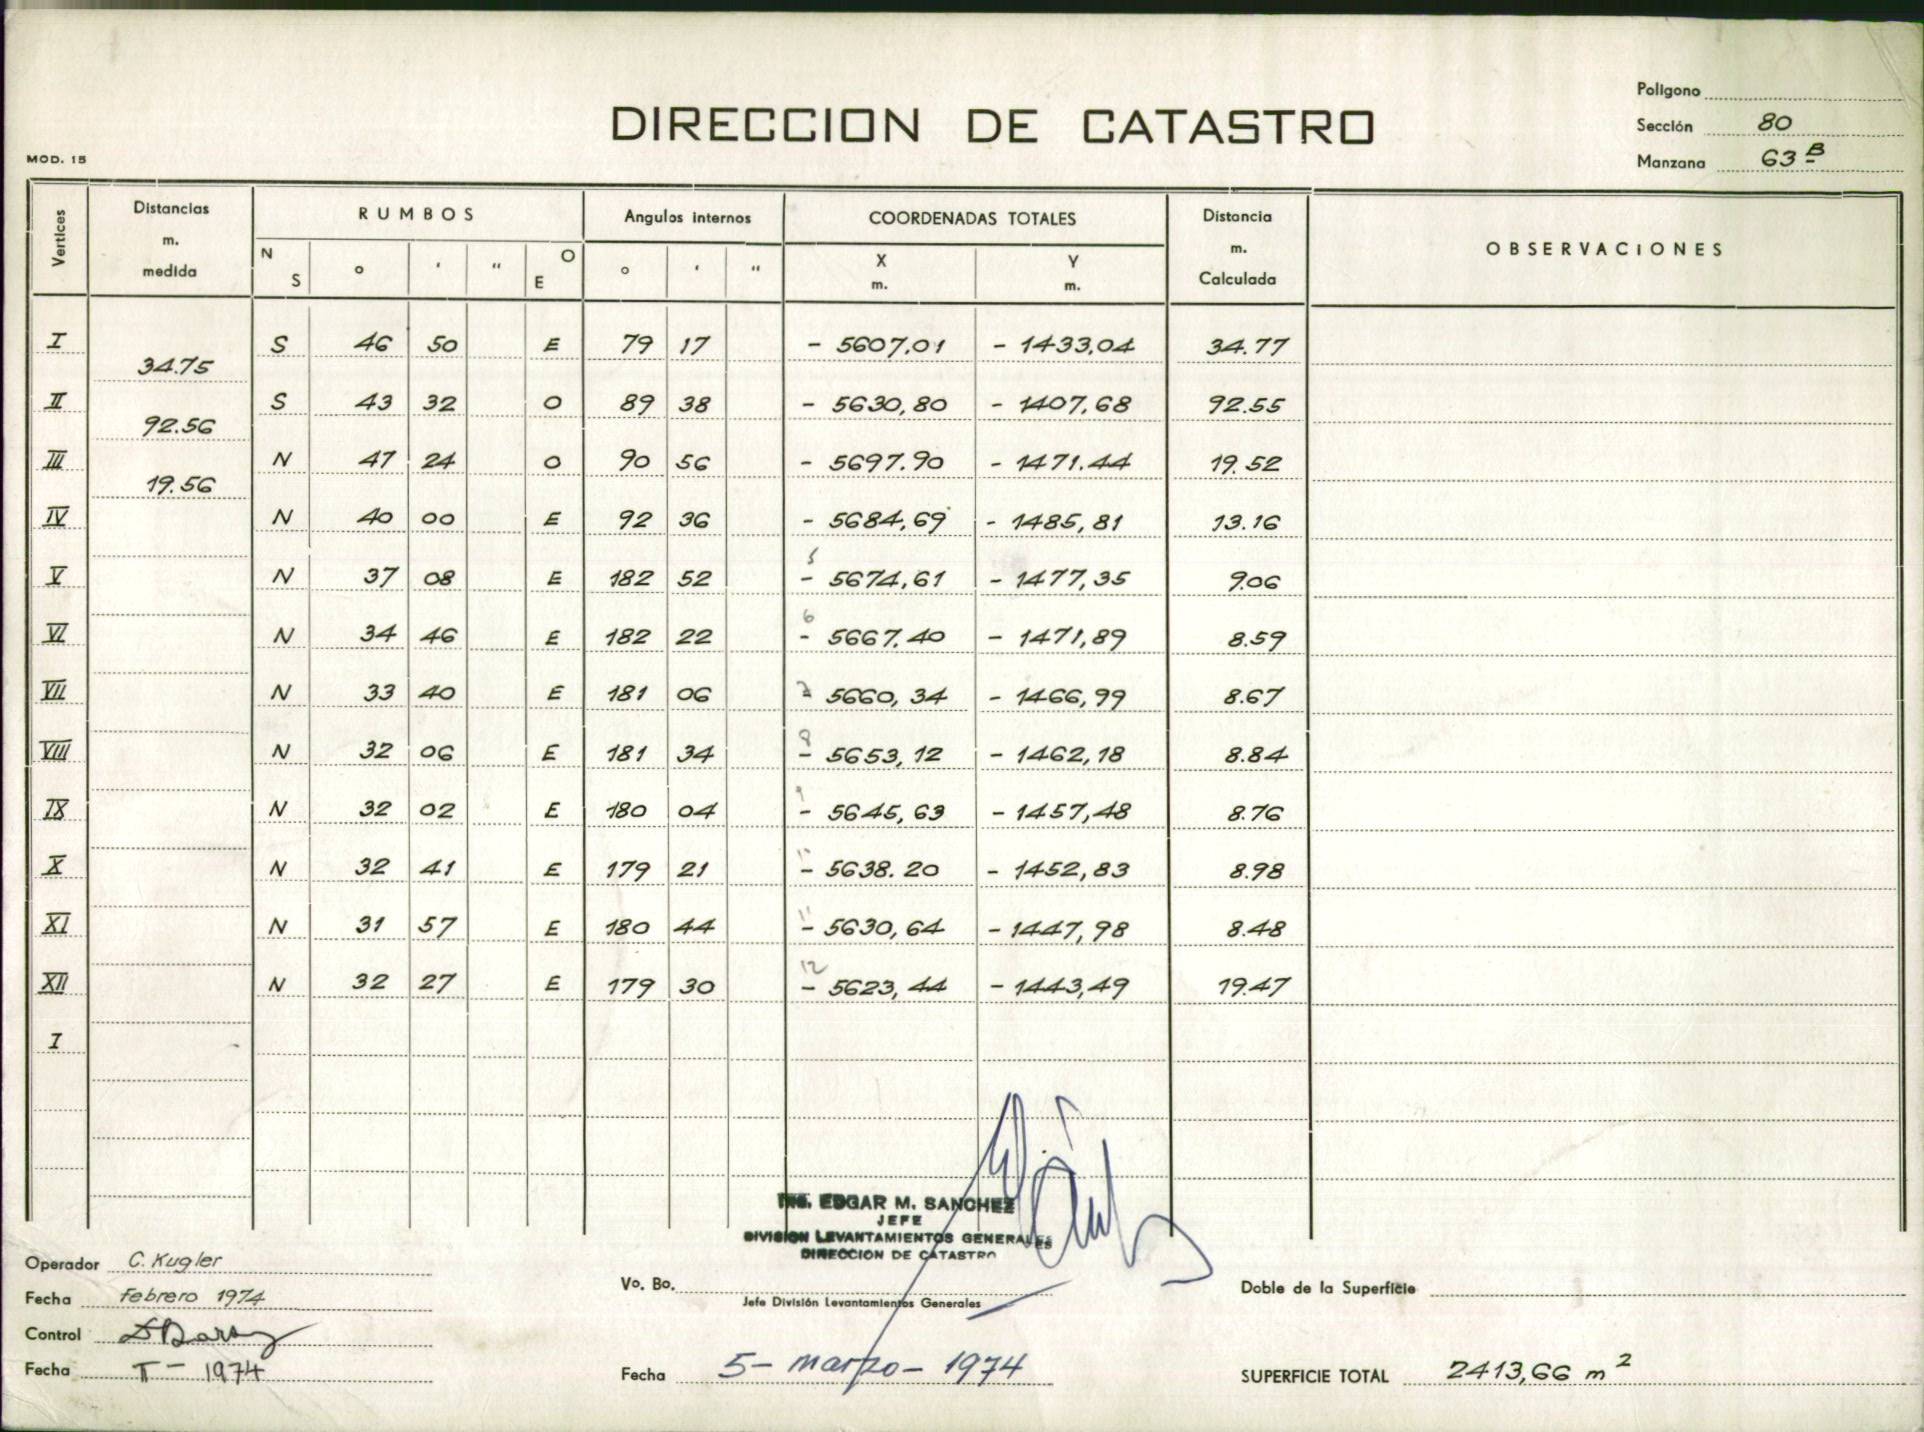 Poligono
DIRECCION DE CATASTRO
Sección 80
MOD. 15
Manzana 63 B
Vertices Distancias m. medida RUMBOS Angulos internos COORDENADAS TOTALES Distancia m. Calculada OBSERVACIONES
N S ° ' " O E ° ' " X m. Y m.
I S 46 50 E 79 17 - 5607,01 - 1433,04 34.77
34.75
II S 43 32 O 89 38 - 5630,80 - 1407,68 92.55
92.56
III N 47 24 O 90 56 - 5697.90 - 1471.44 19.52
19.56
IV N 40 00 E 92 36 - 5684,69 - 1485,81 13.16
5
V N 37 08 E 182 52 - 5674,61 - 1477,35 9.06
6
VI N 34 46 E 182 22 - 5667.40 - 1471,89 8.59
7
VII N 33 40 E 181 06 - 5660,34 - 1466,99 8.67
8
VIII N 32 06 E 181 34 - 5653,12 - 1462,18 8.84
9
IX N 32 02 E 180 04 - 5645,63 - 1457,48 8.76
X N 32 41 E 179 21 - 5638.20 - 1452,83 8.98
11
XI N 31 57 E 180 44 - 5630,64 - 1447,98 8.48
12
XII N 32 27 E 179 30 - 5623,44 - 1443,49 19.47
I
ING. EDGAR M. SANCHEZ
JEFE
DIVISION LEVANTAMIENTOS GENERALES
DIRECCION DE CATASTRO
Operador C. Kugler
Vo. Bo.
Jefe División Levantamientos Generales
Doble de la Superficie
Fecha febrero 1974
Control
Fecha II - 1974
Fecha 5 - marzo - 1974
SUPERFICIE TOTAL 2413,66 m 2